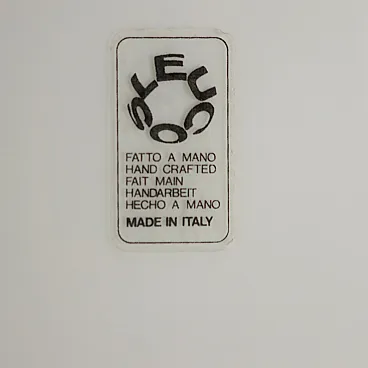 LEUCOS
FATTO A MANO
HAND CRAFTED
FAIT MAIN
HANDARBEIT
HECHO A MANO
MADE IN ITALY